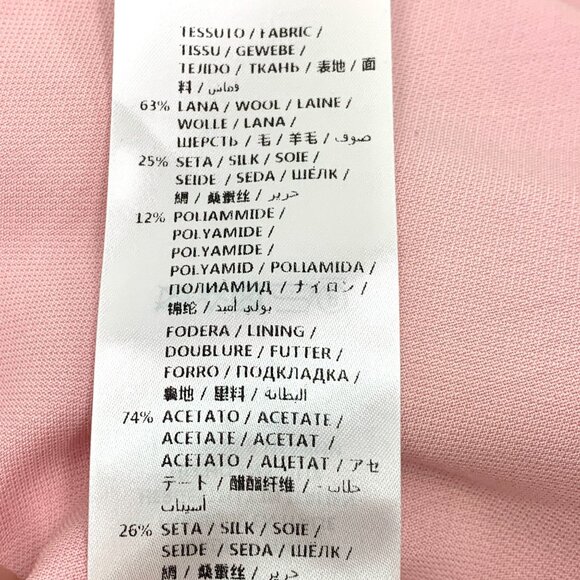 TESSUTO / FABRIC /
TISSU / GEWEBE /
TEJIDO / ТКАНЬ / 表地 / 面
料 / قماش
63% LANA / WOOL / LAINE /
WOLLE / LANA /
ШЕРСТЬ / 毛 / 羊毛 / صوف /
25% SETA / SILK / SOIE /
SEIDE / SEDA / ШЁЛК /
絹 / 桑蚕丝 / حرير /
12% POLIAMMIDE /
POLYAMIDE /
POLYAMIDE /
POLYAMID / POLIAMIDA /
ПОЛИАМИД / ナイロン /
锦纶 / بولي أميد /
FODERA / LINING /
DOUBLURE / FUTTER /
FORRO / ПОДКЛАДКА /
裏地 / 里料 / البطانة /
74% ACETATO / ACETATE /
ACETATE / ACETAT /
ACETATO / АЦЕТАТ / アセ
テート / 醋酯纤维 /
أسيتات
26% SETA / SILK / SOIE /
SEIDE / SEDA / ШЁЛК /
絹 / 桑蚕丝 / حرير /